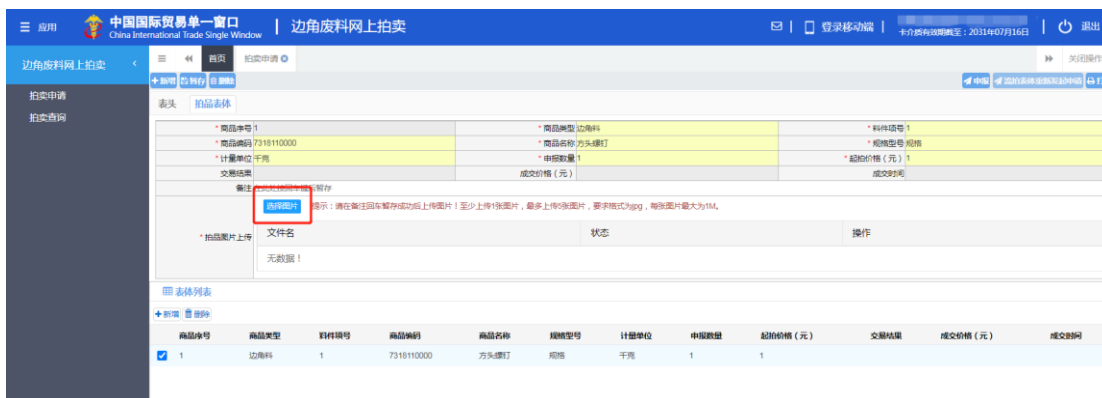 应用 中国国际贸易单一窗口 边角废料网上拍卖 登录移动端 卡介质有效期截至：2031年07月16日 退出
China International Trade Single Window
边角废料网上拍卖 首页 拍卖申请 关闭操作
新增 暂存 删除 申报
拍卖申请
拍卖查询
表头 拍品表体
*商品序号 1 *商品类型 边角料 *料件项号 1
*商品编码 7318110000 *商品名称 方头螺钉 *规格型号 规格
*计量单位 千克 *申报数量 1 *起拍价格（元） 1
交易结果 成交价格（元） 成交时间
备注
选择图片 提示：请在备注回车暂存成功后上传图片！至少上传1张图片，最多上传5张图片，要求格式为jpg，每张图片最大为1M。
*拍品图片上传 文件名 状态 操作
无数据！
表体列表
新增 删除
商品序号 商品类型 料件项号 商品编码 商品名称 规格型号 计量单位 申报数量 起拍价格（元） 交易结果 成交价格（元） 成交时间
1 边角料 1 7318110000 方头螺钉 规格 千克 1 1